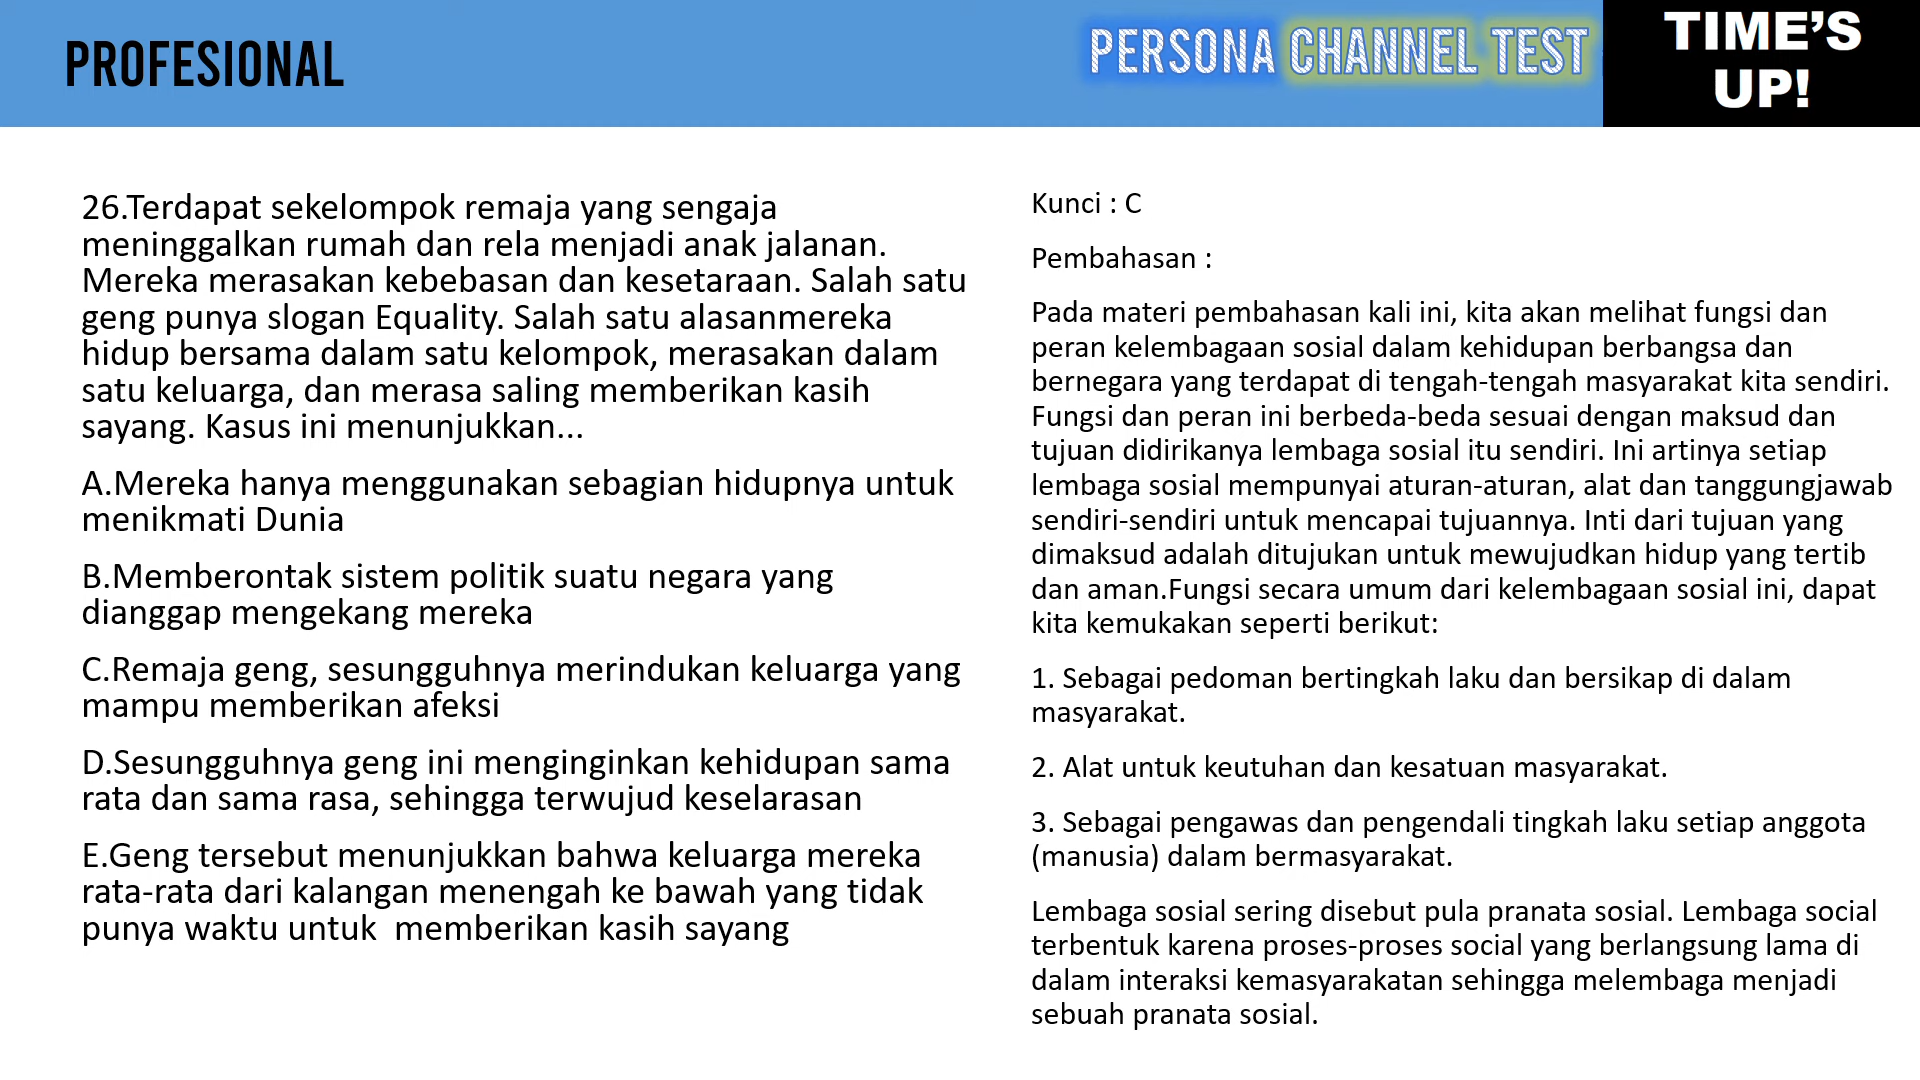 PROFESIONAL
PERSONA CHANNEL TEST
TIME'S
UP!
26.Terdapat sekelompok remaja yang sengaja
meninggalkan rumah dan rela menjadi anak jalanan.
Mereka merasakan kebebasan dan kesetaraan. Salah satu
geng punya slogan Equality. Salah satu alasanmereka
hidup bersama dalam satu kelompok, merasakan dalam
satu keluarga, dan merasa saling memberikan kasih
sayang. Kasus ini menunjukkan...
A.Mereka hanya menggunakan sebagian hidupnya untuk
menikmati Dunia
B.Memberontak sistem politik suatu negara yang
dianggap mengekang mereka
C.Remaja geng, sesungguhnya merindukan keluarga yang
mampu memberikan afeksi
D.Sesungguhnya geng ini menginginkan kehidupan sama
rata dan sama rasa, sehingga terwujud keselarasan
E.Geng tersebut menunjukkan bahwa keluarga mereka
rata-rata dari kalangan menengah ke bawah yang tidak
punya waktu untuk  memberikan kasih sayang
Kunci : C
Pembahasan :
Pada materi pembahasan kali ini, kita akan melihat fungsi dan
peran kelembagaan sosial dalam kehidupan berbangsa dan
bernegara yang terdapat di tengah-tengah masyarakat kita sendiri.
Fungsi dan peran ini berbeda-beda sesuai dengan maksud dan
tujuan didirikanya lembaga sosial itu sendiri. Ini artinya setiap
lembaga sosial mempunyai aturan-aturan, alat dan tanggungjawab
sendiri-sendiri untuk mencapai tujuannya. Inti dari tujuan yang
dimaksud adalah ditujukan untuk mewujudkan hidup yang tertib
dan aman.Fungsi secara umum dari kelembagaan sosial ini, dapat
kita kemukakan seperti berikut:
1. Sebagai pedoman bertingkah laku dan bersikap di dalam
masyarakat.
2. Alat untuk keutuhan dan kesatuan masyarakat.
3. Sebagai pengawas dan pengendali tingkah laku setiap anggota
(manusia) dalam bermasyarakat.
Lembaga sosial sering disebut pula pranata sosial. Lembaga social
terbentuk karena proses-proses social yang berlangsung lama di
dalam interaksi kemasyarakatan sehingga melembaga menjadi
sebuah pranata sosial.